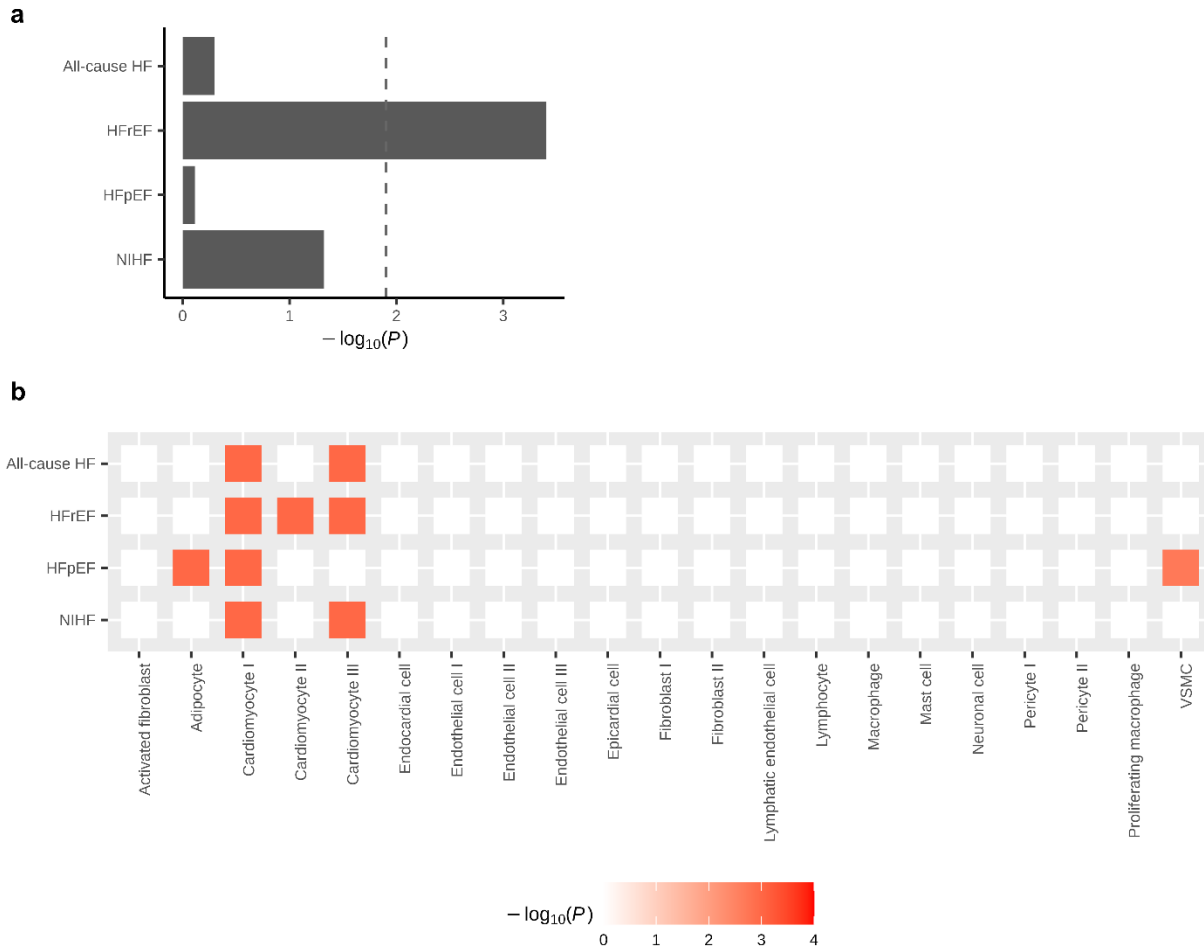 a
All-cause HF
HFrEF
HFpEF
NIHF
0 1 2 3
− log10(P)
b
All-cause HF
HFrEF
HFpEF
NIHF
Activated fibroblast
Adipocyte
Cardiomyocyte I
Cardiomyocyte II
Cardiomyocyte III
Endocardial cell
Endothelial cell I
Endothelial cell II
Endothelial cell III
Epicardial cell
Fibroblast I
Fibroblast II
Lymphatic endothelial cell
Lymphocyte
Macrophage
Mast cell
Neuronal cell
Pericyte I
Pericyte II
Proliferating macrophage
VSMC
− log10(P)
0 1 2 3 4